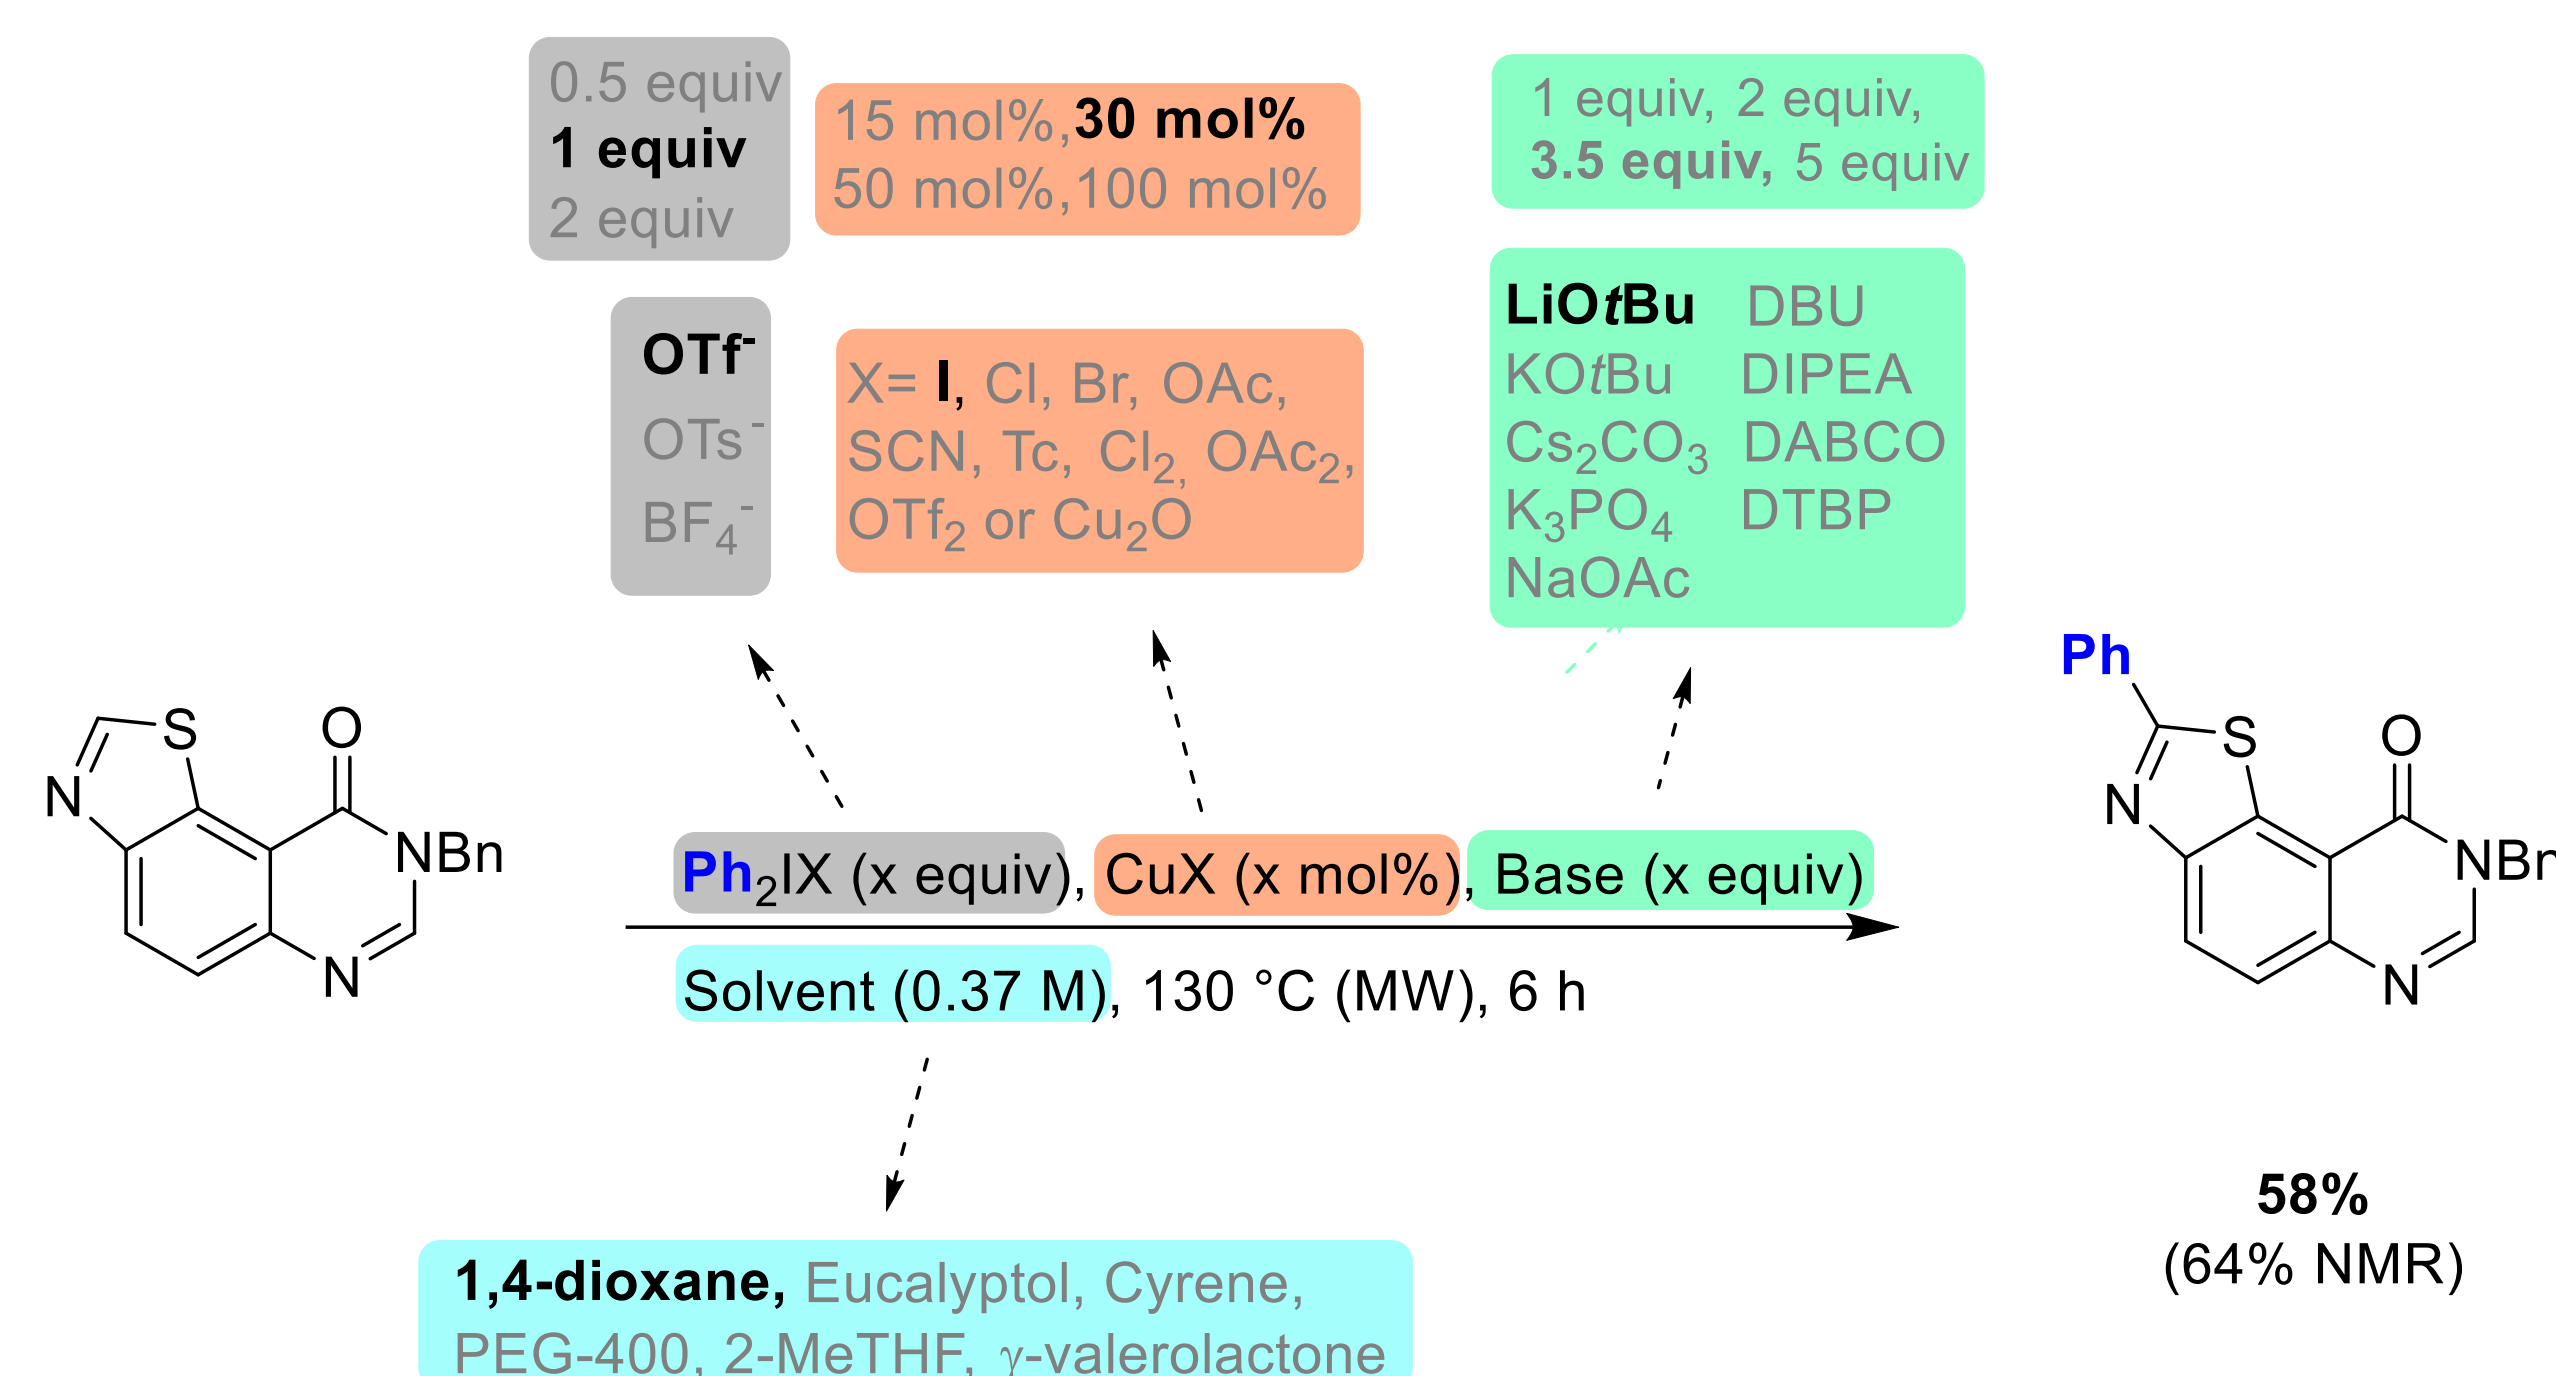 0.5 equiv
1 equiv
2 equiv
15 mol%, 30 mol%
50 mol%, 100 mol%
1 equiv, 2 equiv,
3.5 equiv, 5 equiv
OTf-
OTs-
BF4-
X= I, Cl, Br, OAc,
SCN, Tc, Cl2, OAc2,
OTf2 or Cu2O
LiOtBu DBU
KOtBu DIPEA
Cs2CO3 DABCO
K3PO4 DTBP
NaOAc
S
O
N
NBn
N
Ph2IX (x equiv), CuX (x mol%), Base (x equiv)
Solvent (0.37 M), 130 °C (MW), 6 h
Ph
S
O
N
NBn
N
58%
(64% NMR)
1,4-dioxane, Eucalyptol, Cyrene,
PEG-400, 2-MeTHF, γ-valerolactone